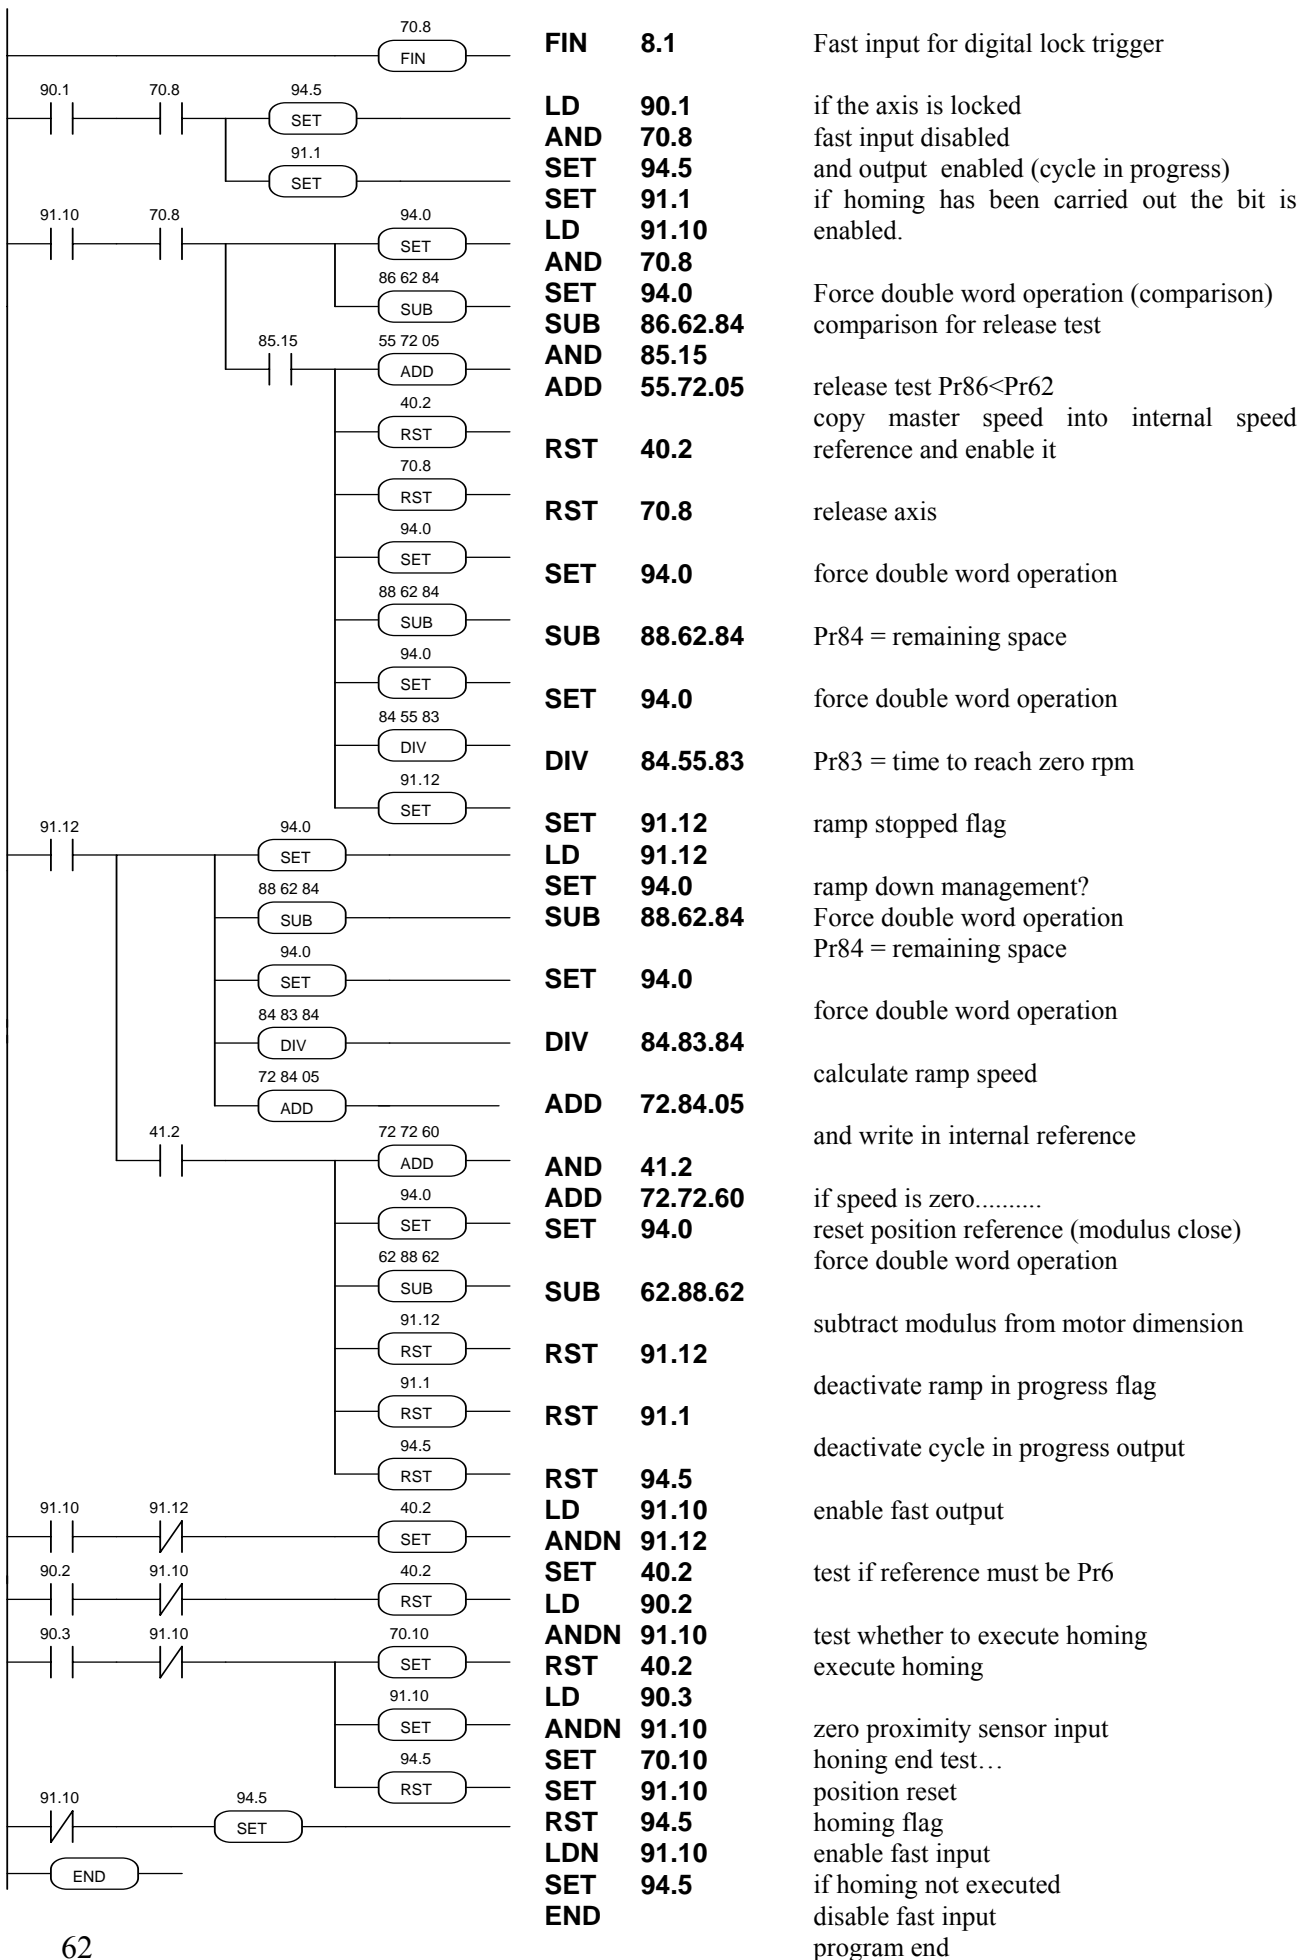 70.8
FIN
FIN 8.1 Fast input for digital lock trigger
90.1 70.8 94.5
SET
LD 90.1 if the axis is locked
AND 70.8 fast input disabled
91.1
SET
SET 94.5 and output enabled (cycle in progress)
SET 91.1 if homing has been carried out the bit is
91.10 70.8 94.0
SET
LD 91.10 enabled.
AND 70.8
86 62 84
SUB
SET 94.0 Force double word operation (comparison)
SUB 86.62.84 comparison for release test
85.15 55 72 05
ADD
AND 85.15
ADD 55.72.05 release test Pr86<Pr62
40.2
RST
copy master speed into internal speed
RST 40.2 reference and enable it
70.8
RST
RST 70.8 release axis
94.0
SET
SET 94.0 force double word operation
88 62 84
SUB
SUB 88.62.84 Pr84 = remaining space
94.0
SET
SET 94.0 force double word operation
84 55 83
DIV
DIV 84.55.83 Pr83 = time to reach zero rpm
91.12
SET
SET 91.12 ramp stopped flag
91.12 94.0
SET
LD 91.12
SET 94.0 ramp down management?
88 62 84
SUB
SUB 88.62.84 Force double word operation
Pr84 = remaining space
94.0
SET
SET 94.0
force double word operation
84 83 84
DIV
DIV 84.83.84
calculate ramp speed
72 84 05
ADD
ADD 72.84.05
and write in internal reference
41.2 72 72 60
ADD
AND 41.2
ADD 72.72.60 if speed is zero..........
94.0
SET
SET 94.0 reset position reference (modulus close)
force double word operation
62 88 62
SUB
SUB 62.88.62
subtract modulus from motor dimension
91.12
RST
RST 91.12
deactivate ramp in progress flag
91.1
RST
RST 91.1
deactivate cycle in progress output
94.5
RST
RST 94.5
91.10 91.12 40.2
SET
LD 91.10 enable fast output
ANDN 91.12
90.2 91.10 40.2
RST
SET 40.2 test if reference must be Pr6
LD 90.2
90.3 91.10 70.10
SET
ANDN 91.10 test whether to execute homing
RST 40.2 execute homing
LD 90.3
91.10
SET
ANDN 91.10 zero proximity sensor input
94.5
RST
SET 70.10 honing end test…
SET 91.10 position reset
91.10 94.5
SET
RST 94.5 homing flag
LDN 91.10 enable fast input
END
SET 94.5 if homing not executed
END disable fast input
program end
62